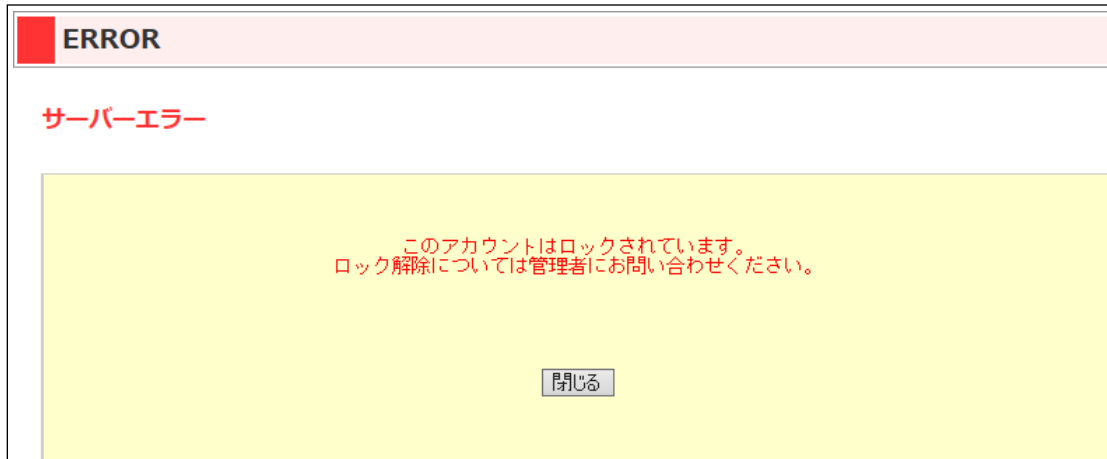 ERROR
サーバーエラー
このアカウントはロックされています。
ロック解除については管理者にお問い合わせください。
閉じる